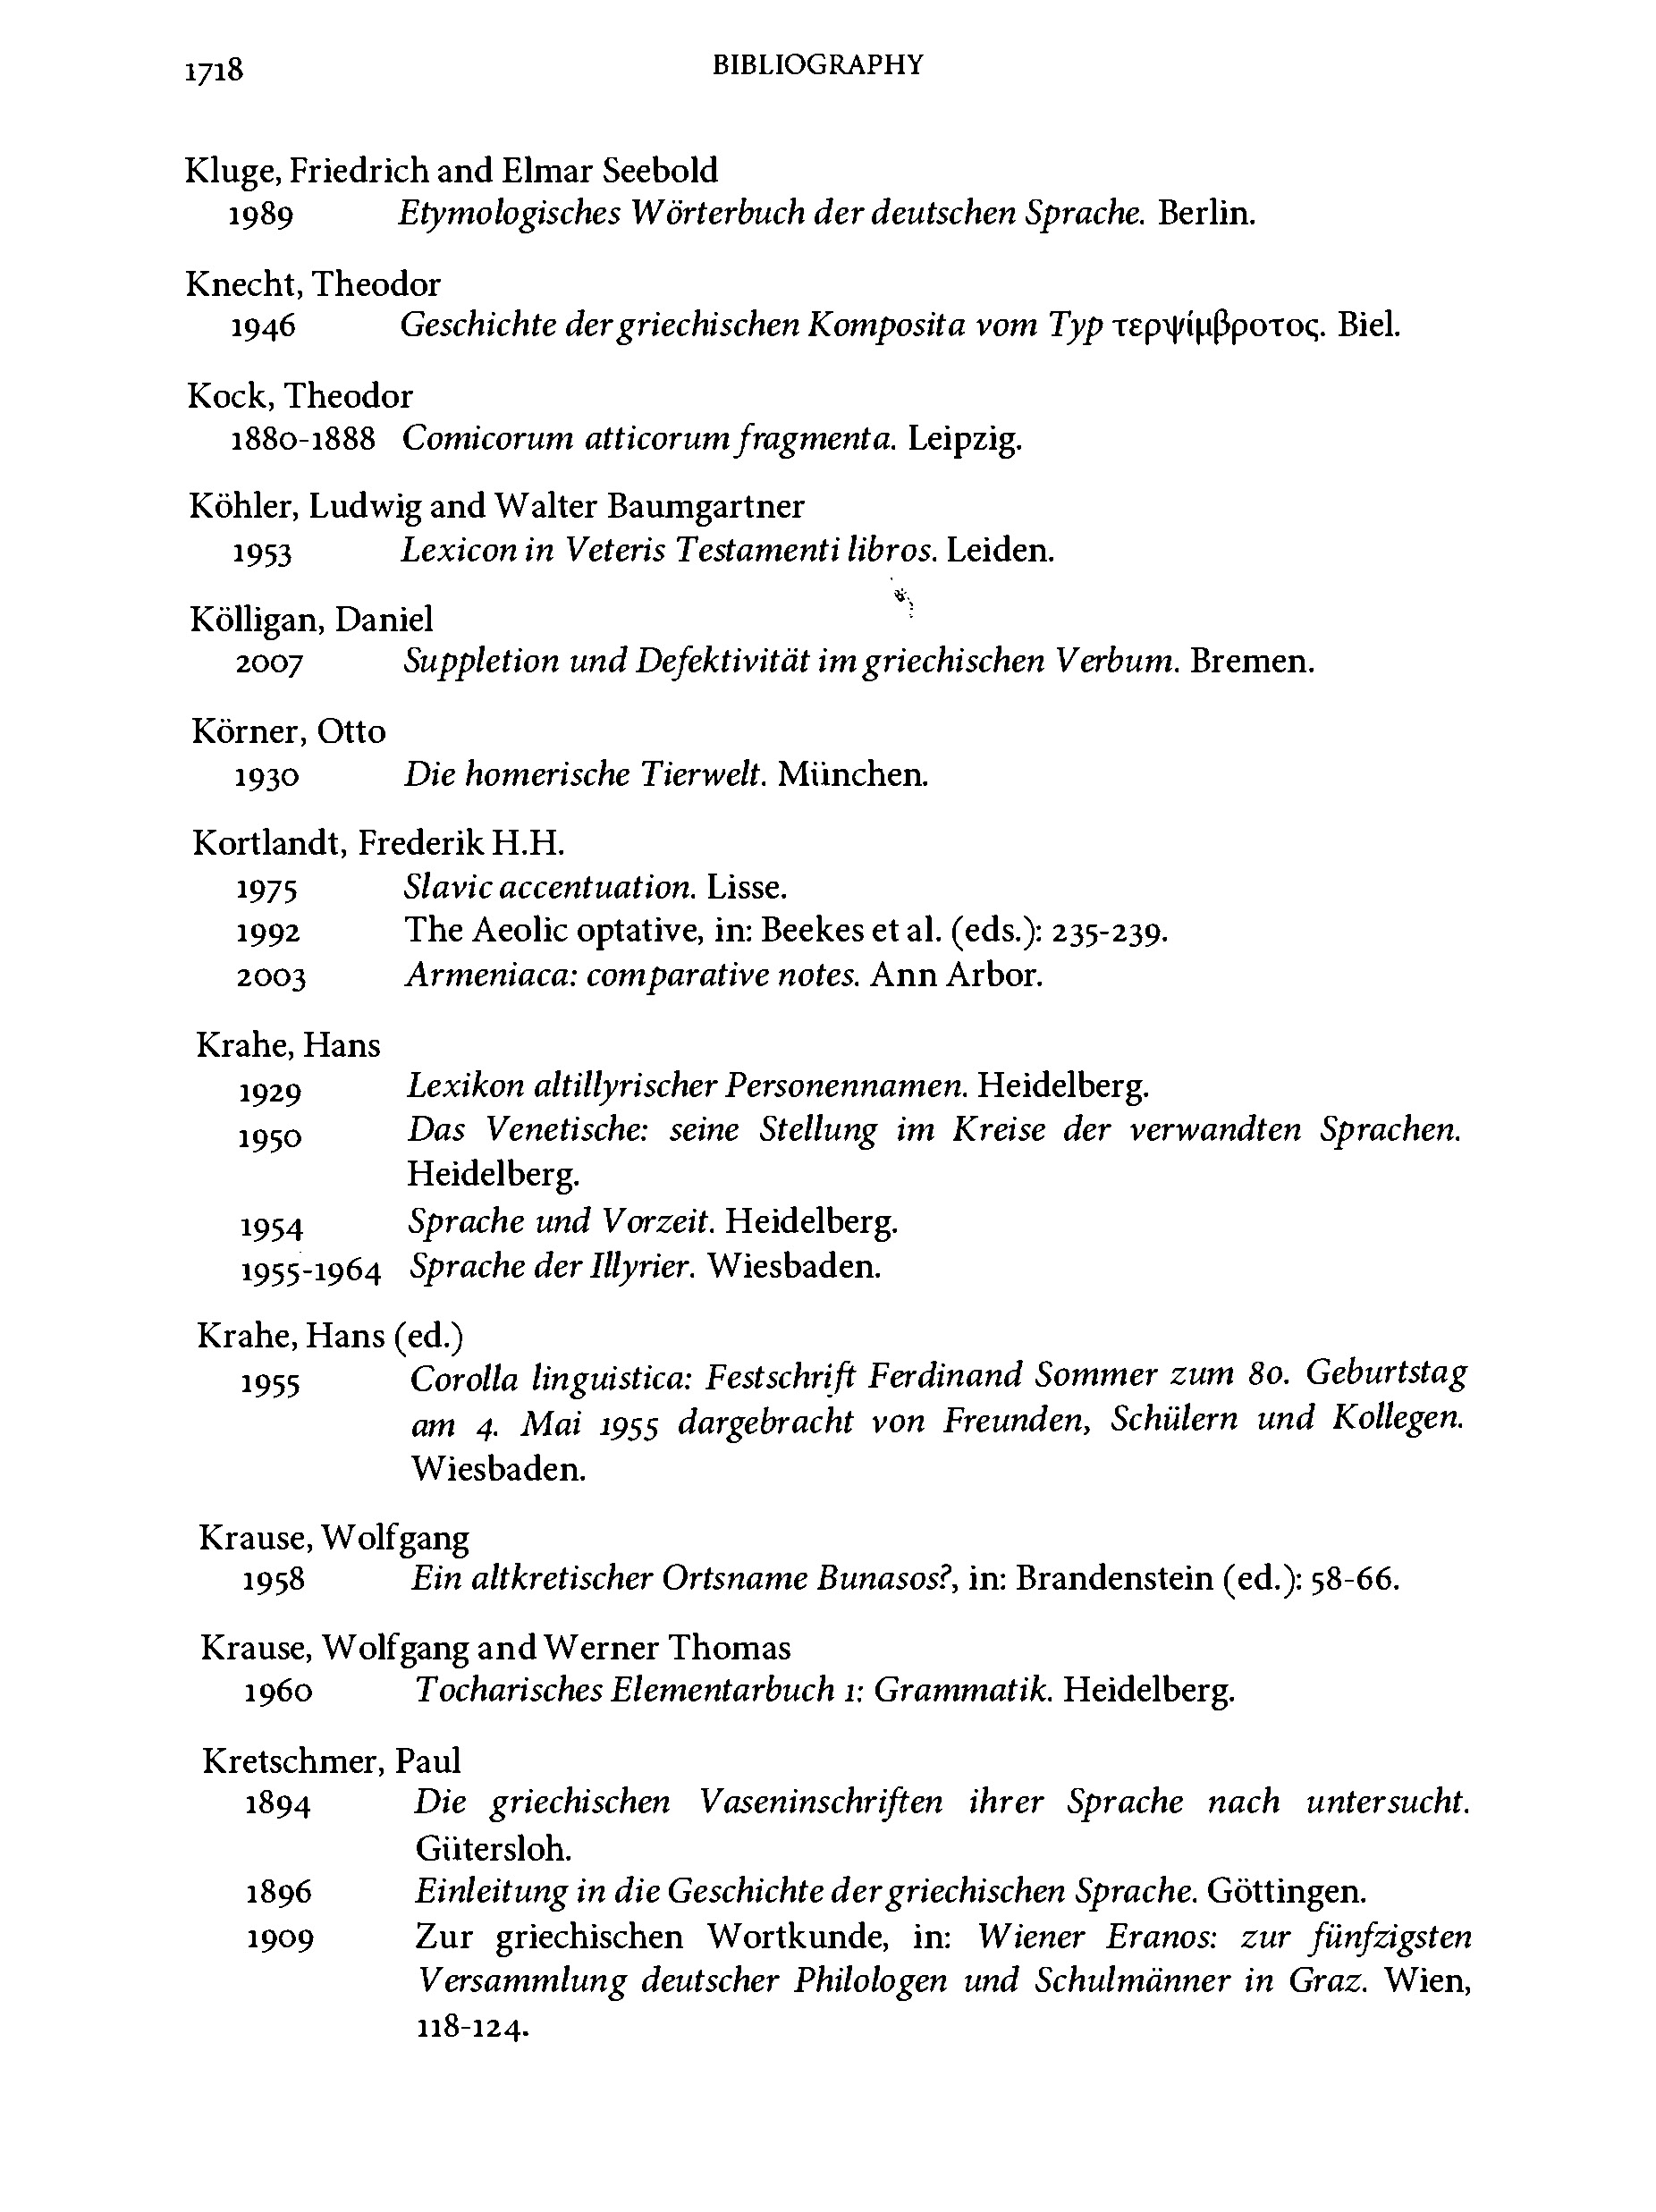 1718 BIBLIOGRAPHY
Kluge, Friedrich and Elmar Seebold
1989 Etymologisches Wörterbuch der deutschen Sprache. Berlin.
Knecht, Theodor
1946 Geschichte der griechischen Komposita vom Typ τερψίμβροτος. Biel.
Kock, Theodor
1880-1888 Comicorum atticorum fragmenta. Leipzig.
Köhler, Ludwig and Walter Baumgartner
1953 Lexicon in Veteris Testamenti libros. Leiden.
Kölligan, Daniel
2007 Suppletion und Defektivität im griechischen Verbum. Bremen.
Körner, Otto
1930 Die homerische Tierwelt. München.
Kortlandt, Frederik H.H.
1975 Slavic accentuation. Lisse.
1992 The Aeolic optative, in: Beekes et al. (eds.): 235-239.
2003 Armeniaca: comparative notes. Ann Arbor.
Krahe, Hans
1929 Lexikon altillyrischer Personennamen. Heidelberg.
1950 Das Venetische: seine Stellung im Kreise der verwandten Sprachen.
Heidelberg.
1954 Sprache und Vorzeit. Heidelberg.
1955-1964 Sprache der Illyrier. Wiesbaden.
Krahe, Hans (ed.)
1955 Corolla linguistica: Festschrift Ferdinand Sommer zum 80. Geburtstag
am 4. Mai 1955 dargebracht von Freunden, Schülern und Kollegen.
Wiesbaden.
Krause, Wolfgang
1958 Ein altkretischer Ortsname Bunasos?, in: Brandenstein (ed.): 58-66.
Krause, Wolfgang and Werner Thomas
1960 Tocharisches Elementarbuch 1: Grammatik. Heidelberg.
Kretschmer, Paul
1894 Die griechischen Vaseninschriften ihrer Sprache nach untersucht.
Gütersloh.
1896 Einleitung in die Geschichte der griechischen Sprache. Göttingen.
1909 Zur griechischen Wortkunde, in: Wiener Eranos: zur fünfzigsten
Versammlung deutscher Philologen und Schulmänner in Graz. Wien,
118-124.